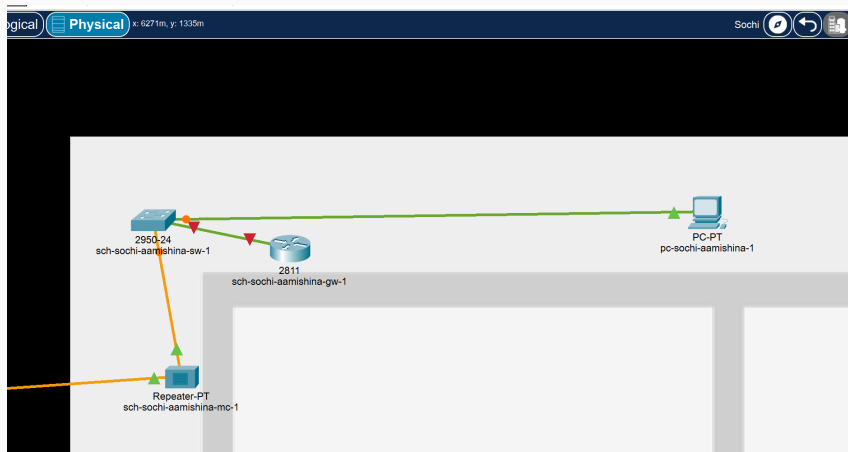 ogical Physical x: 6271m, y: 1335m Sochi
2950-24
sch-sochi-aamishina-sw-1
PC-PT
pc-sochi-aamishina-1
2811
sch-sochi-aamishina-gw-1
Repeater-PT
sch-sochi-aamishina-mc-1